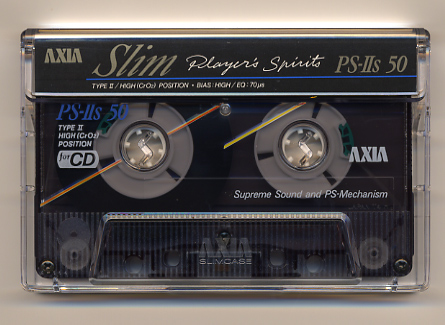 AXIA Slim Player's Spirits PS-IIs 50
TYPE II / HIGH (CrO₂) POSITION • BIAS: HIGH / EQ: 70μs
PS-IIs 50
TYPE II
HIGH (CrO₂)
POSITION
for CD
AXIA
Supreme Sound and PS-Mechanism
AXIA
SLIMCASE